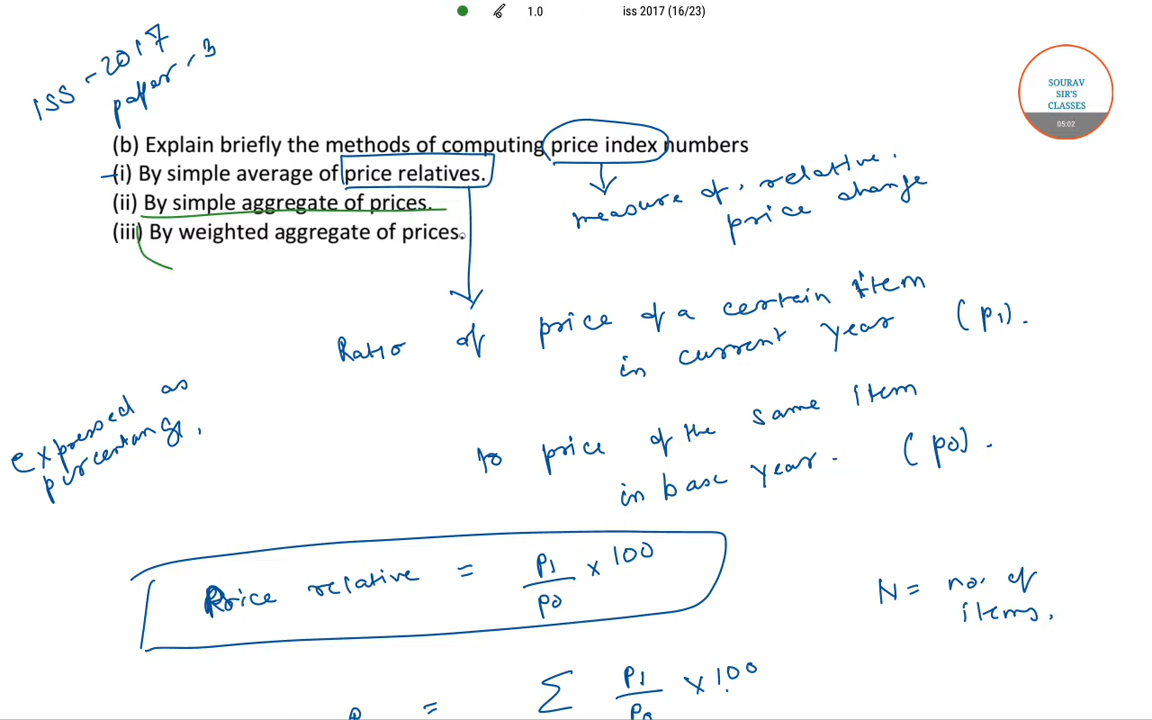 1.0 iss 2017 (16/23)
ISS - 2017
paper - 3
SOURAV
SIR'S
CLASSES
05:02
(b) Explain briefly the methods of computing price index numbers
(i) By simple average of price relatives.
(ii) By simple aggregate of prices.
(iii) By weighted aggregate of prices.
measure of relative
price change
Ratio of price of a certain item
in current year (p1).
to price of the same item
in base year. (p0).
expressed as
Price relative = p1/p0 × 100
N = no. of
items.
= Σ p1/p0 × 100